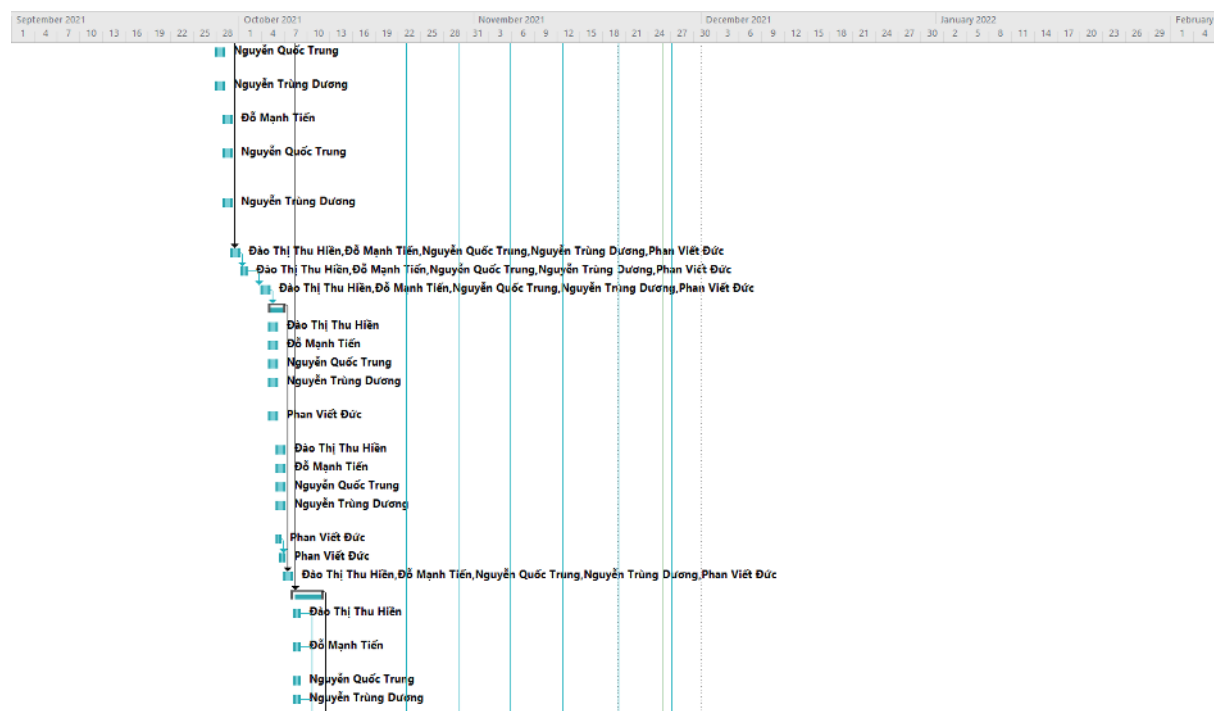 September 2021 October 2021 November 2021 December 2021 January 2022 February
1 4 7 10 13 16 19 22 25 28 1 4 7 10 13 16 19 22 25 28 31 3 6 9 12 15 18 21 24 27 30 3 6 9 12 15 18 21 24 27 30 2 5 8 11 14 17 20 23 26 29 1 4
Nguyễn Quốc Trung
Nguyễn Trùng Dương
Đỗ Mạnh Tiến
Nguyễn Quốc Trung
Nguyễn Trùng Dương
Đào Thị Thu Hiền,Đỗ Mạnh Tiến,Nguyễn Quốc Trung,Nguyễn Trùng Dương,Phan Viết Đức
Đào Thị Thu Hiền,Đỗ Mạnh Tiến,Nguyễn Quốc Trung,Nguyễn Trùng Dương,Phan Viết Đức
Đào Thị Thu Hiền,Đỗ Mạnh Tiến,Nguyễn Quốc Trung,Nguyễn Trùng Dương,Phan Viết Đức
Đào Thị Thu Hiền
Đỗ Mạnh Tiến
Nguyễn Quốc Trung
Nguyễn Trùng Dương
Phan Viết Đức
Đào Thị Thu Hiền
Đỗ Mạnh Tiến
Nguyễn Quốc Trung
Nguyễn Trùng Dương
Phan Viết Đức
Phan Viết Đức
Đào Thị Thu Hiền,Đỗ Mạnh Tiến,Nguyễn Quốc Trung,Nguyễn Trùng Dương,Phan Viết Đức
Đào Thị Thu Hiền
Đỗ Mạnh Tiến
Nguyễn Quốc Trung
Nguyễn Trùng Dương